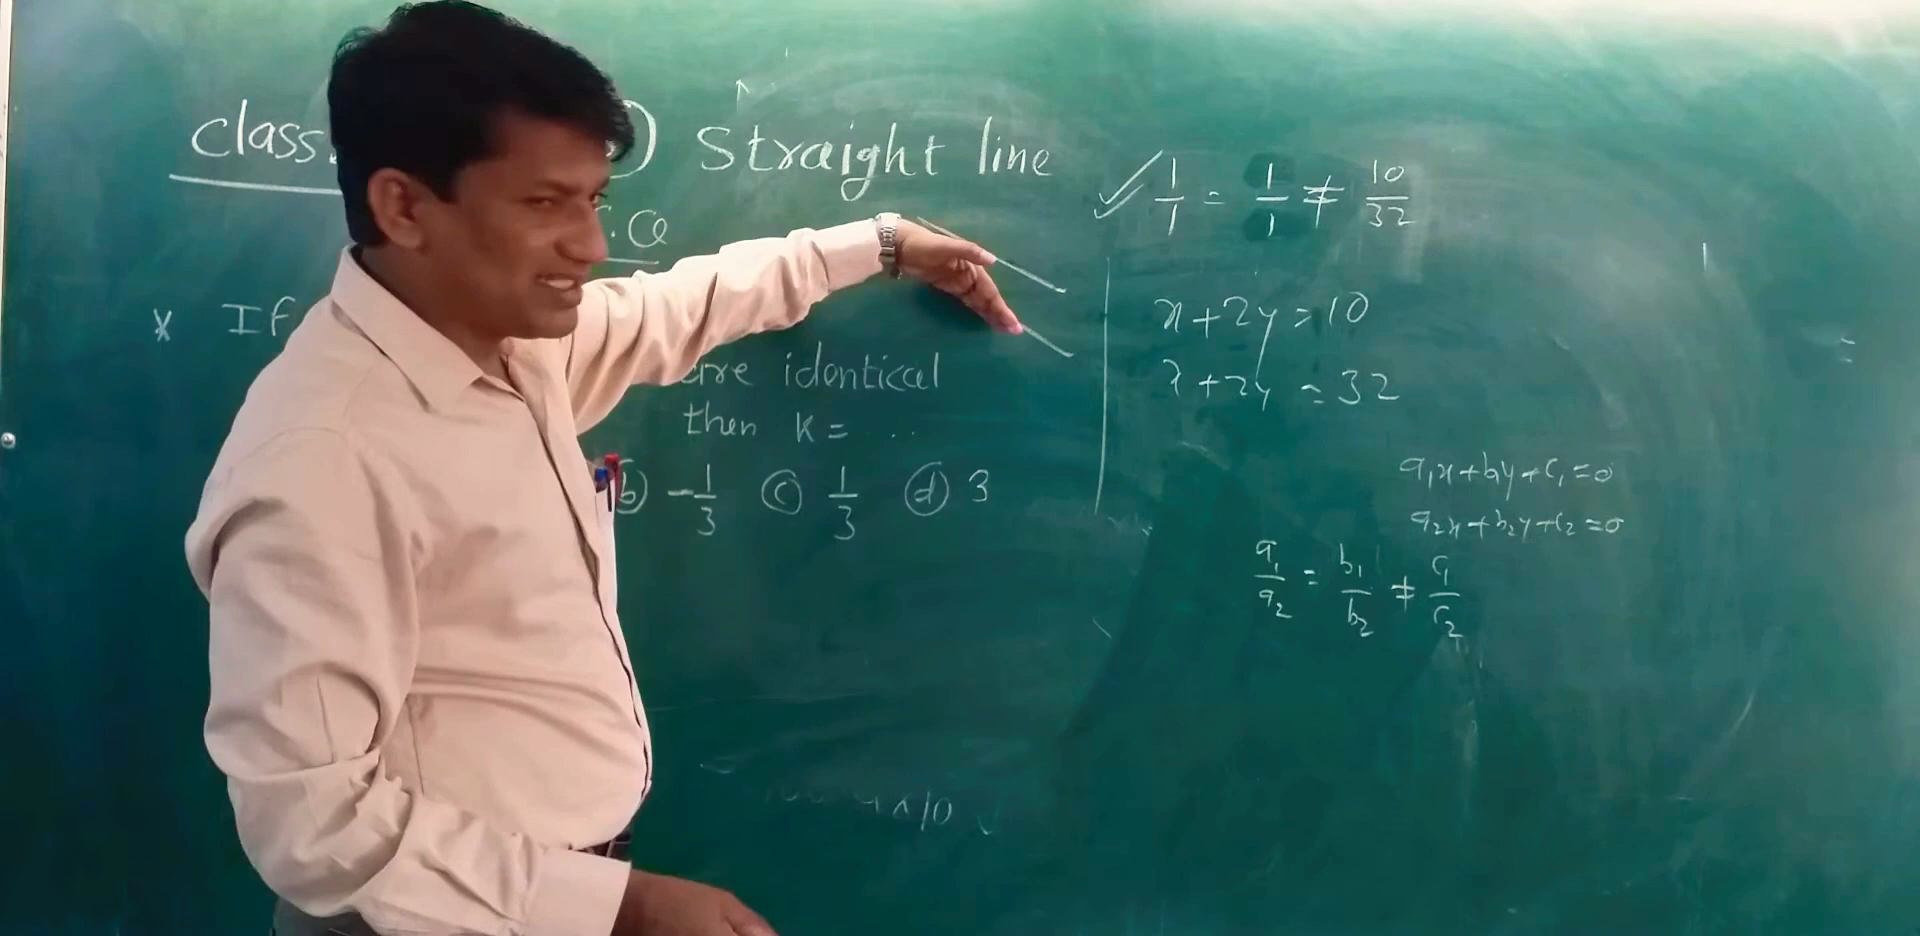 class ) Straight line
.Q
* If
are identical
then K = ...
(b) -1/3 (c) 1/3 (d) 3
✓ 1/1 = 1/1 ≠ 10/32
x+2y=10
x+2y=32
a₁x+b₁y+c₁=0
a₂x+b₂y+c₂=0
a₁/a₂ = b₁/b₂ ≠ c₁/c₂